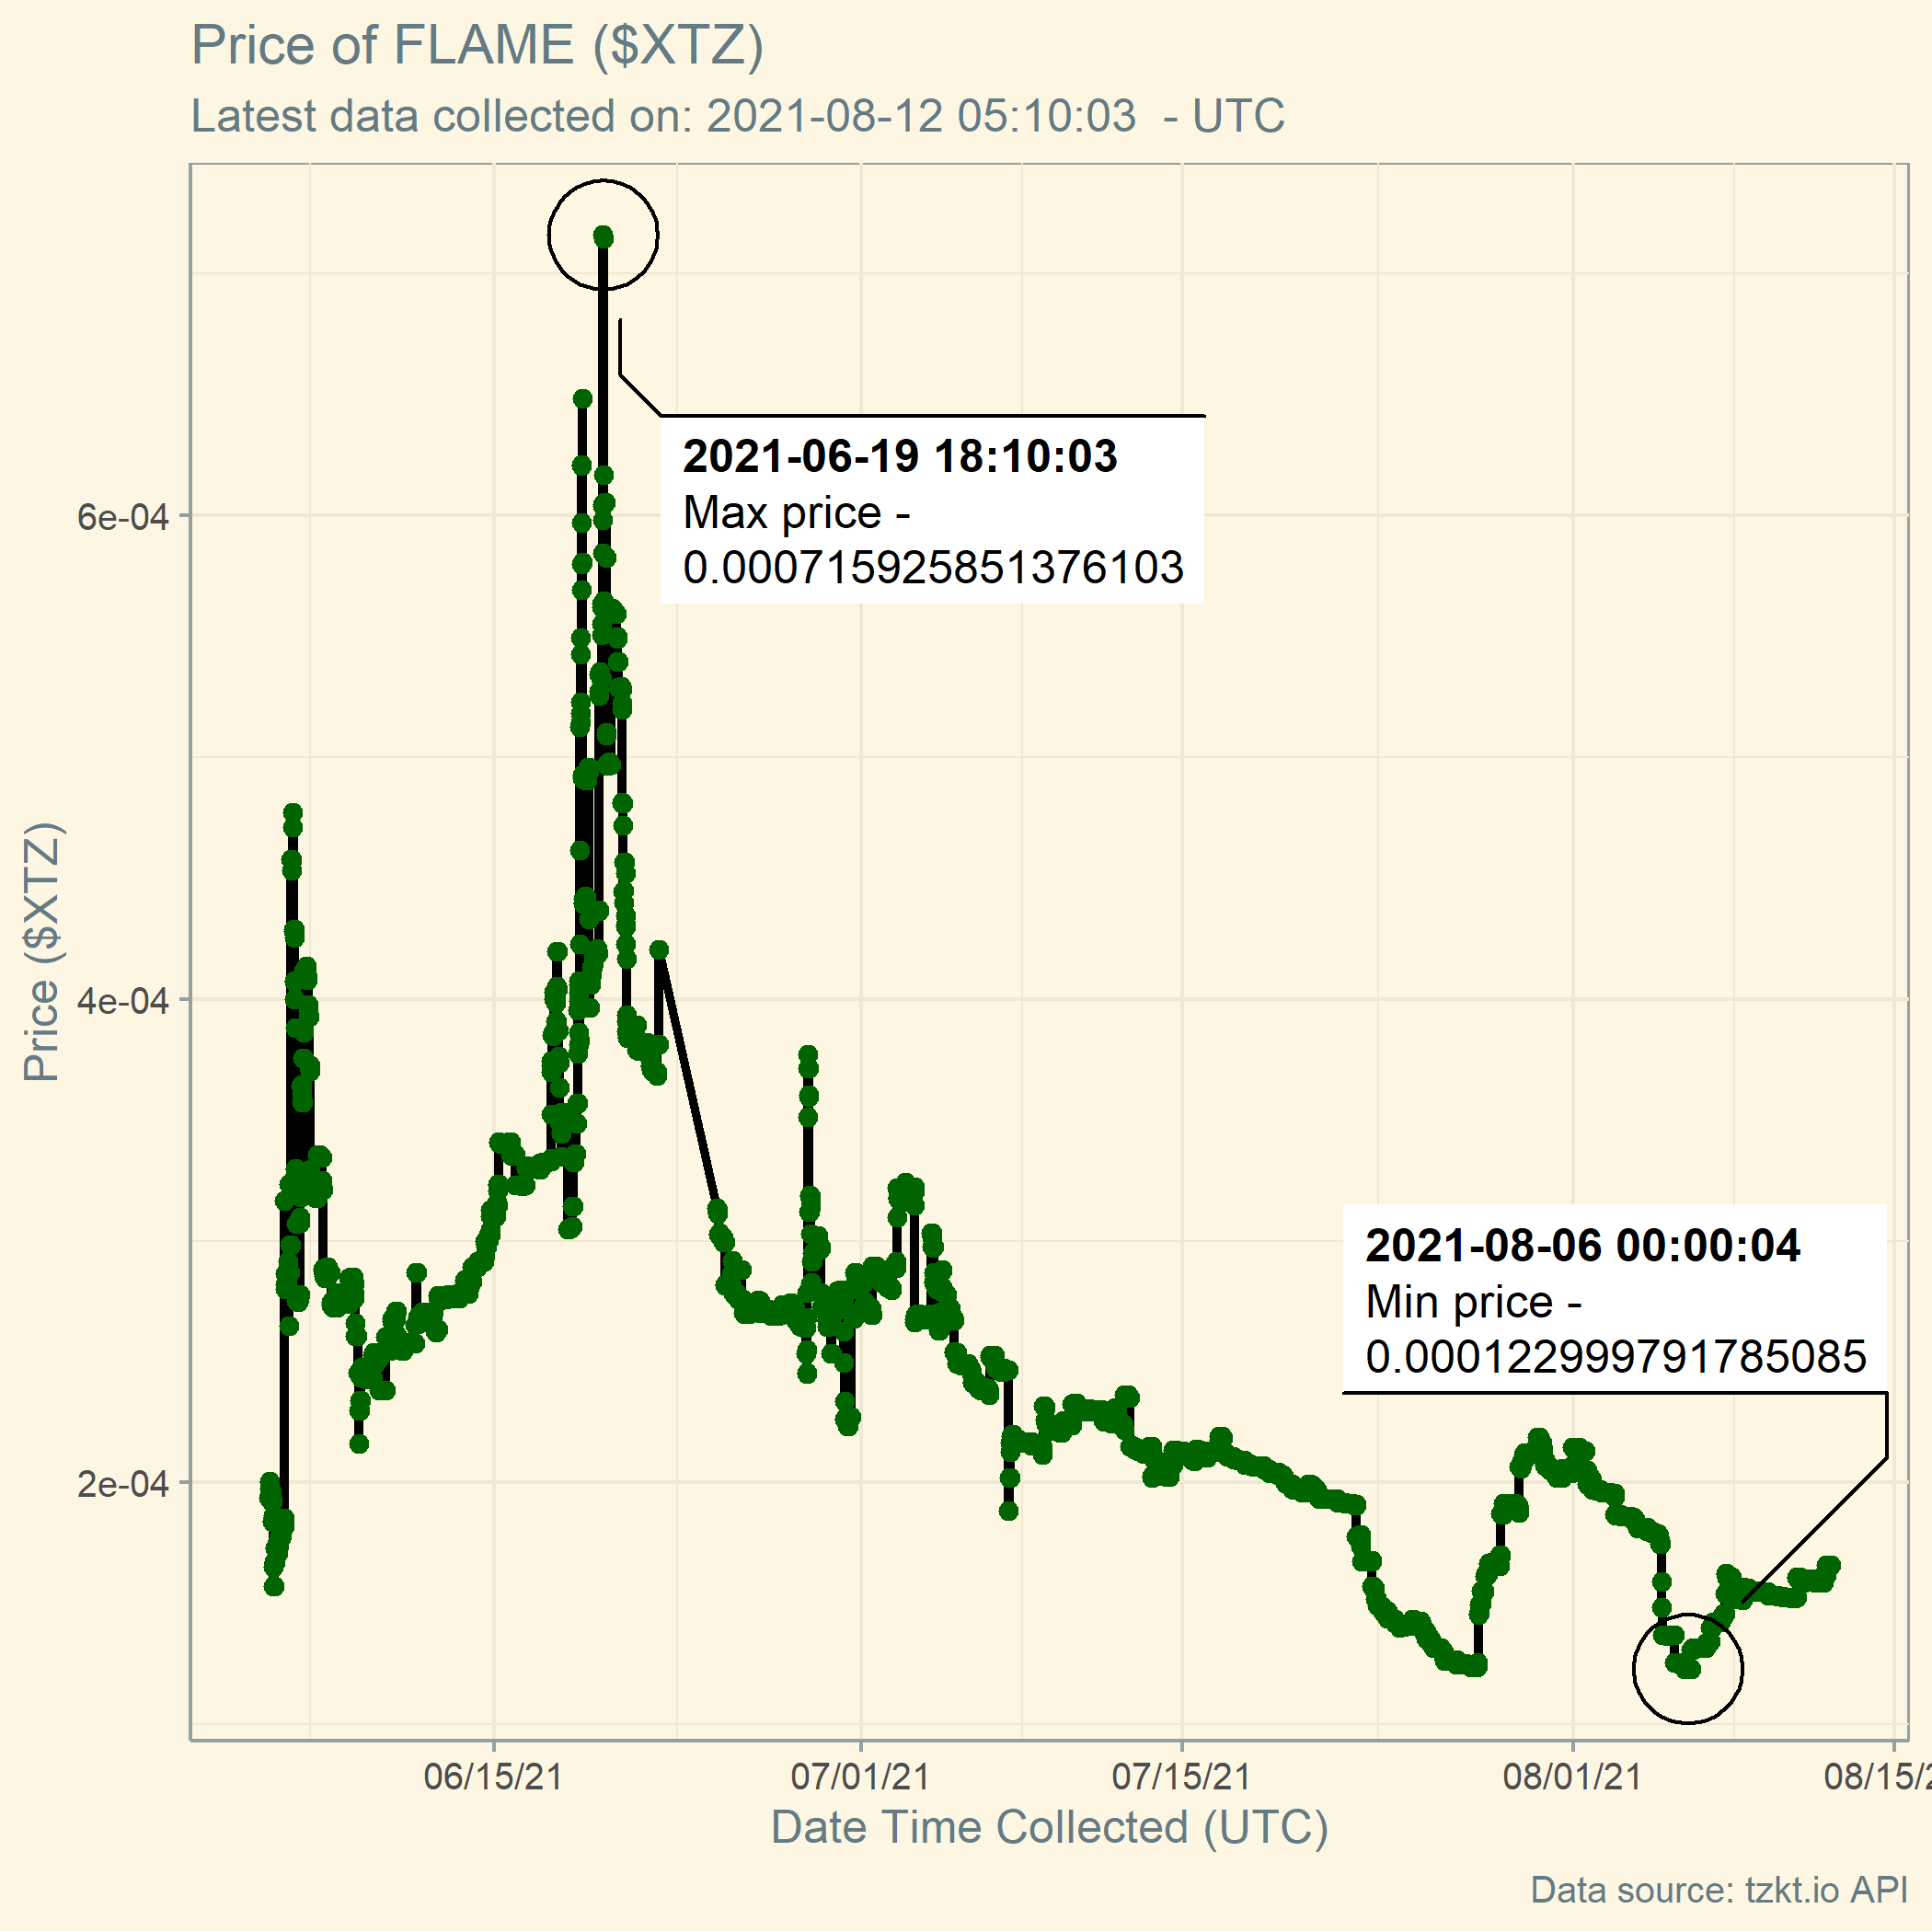 Price of FLAME ($XTZ)
Latest data collected on: 2021-08-12 05:10:03  - UTC
2021-06-19 18:10:03
Max price -
0.000715925851376103
6e-04
4e-04
2e-04
Price ($XTZ)
2021-08-06 00:00:04
Min price -
0.000122999791785085
06/15/21 07/01/21 07/15/21 08/01/21 08/15/2
Date Time Collected (UTC)
Data source: tzkt.io API